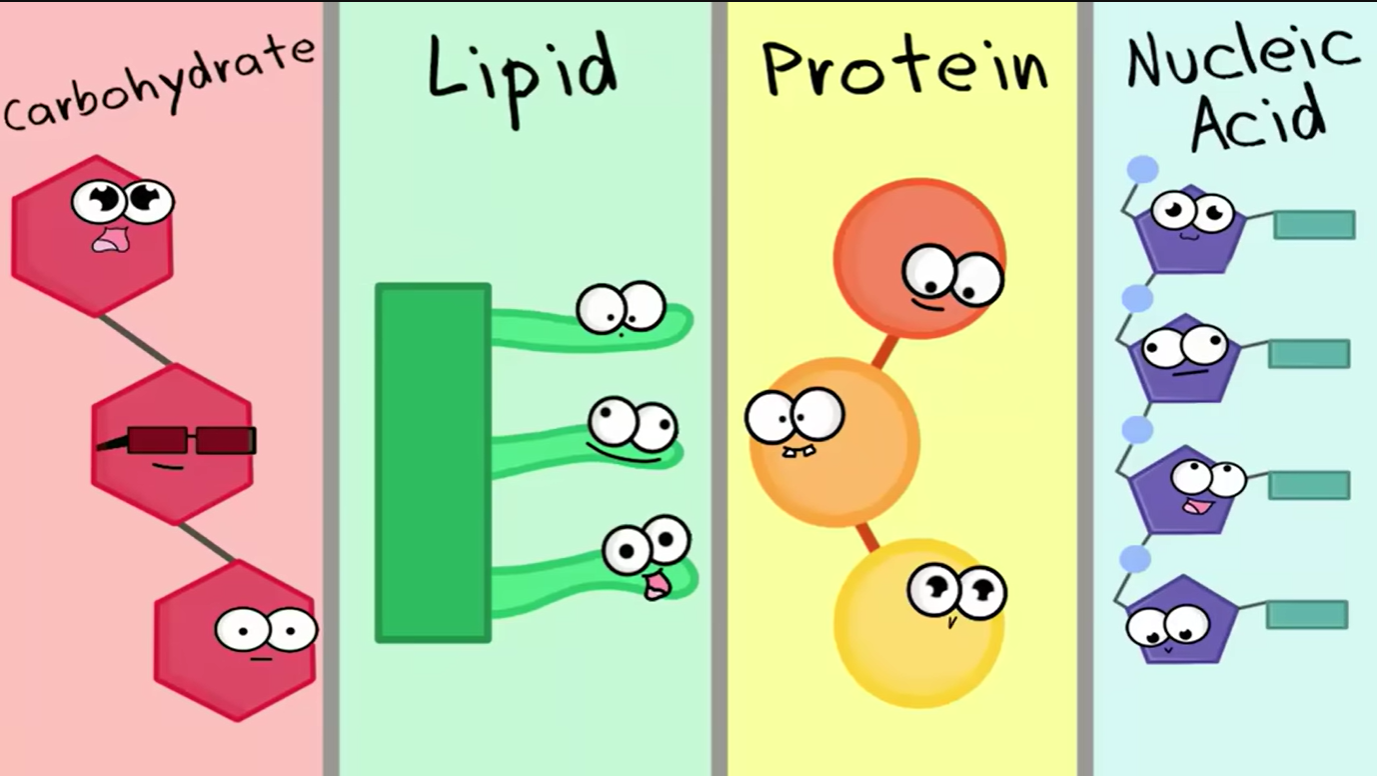 Carbohydrate
Lipid
Protein
Nucleic
Acid